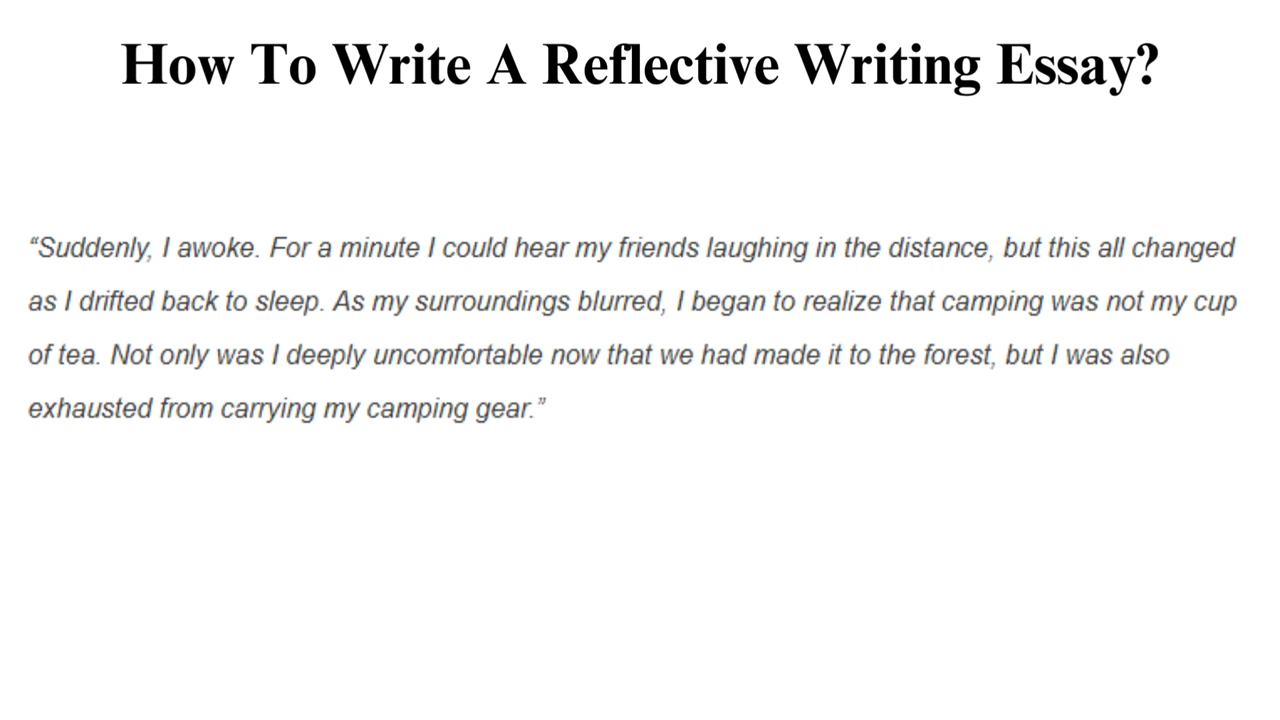 How To Write A Reflective Writing Essay?
“Suddenly, I awoke. For a minute I could hear my friends laughing in the distance, but this all changed
as I drifted back to sleep. As my surroundings blurred, I began to realize that camping was not my cup
of tea. Not only was I deeply uncomfortable now that we had made it to the forest, but I was also
exhausted from carrying my camping gear.”